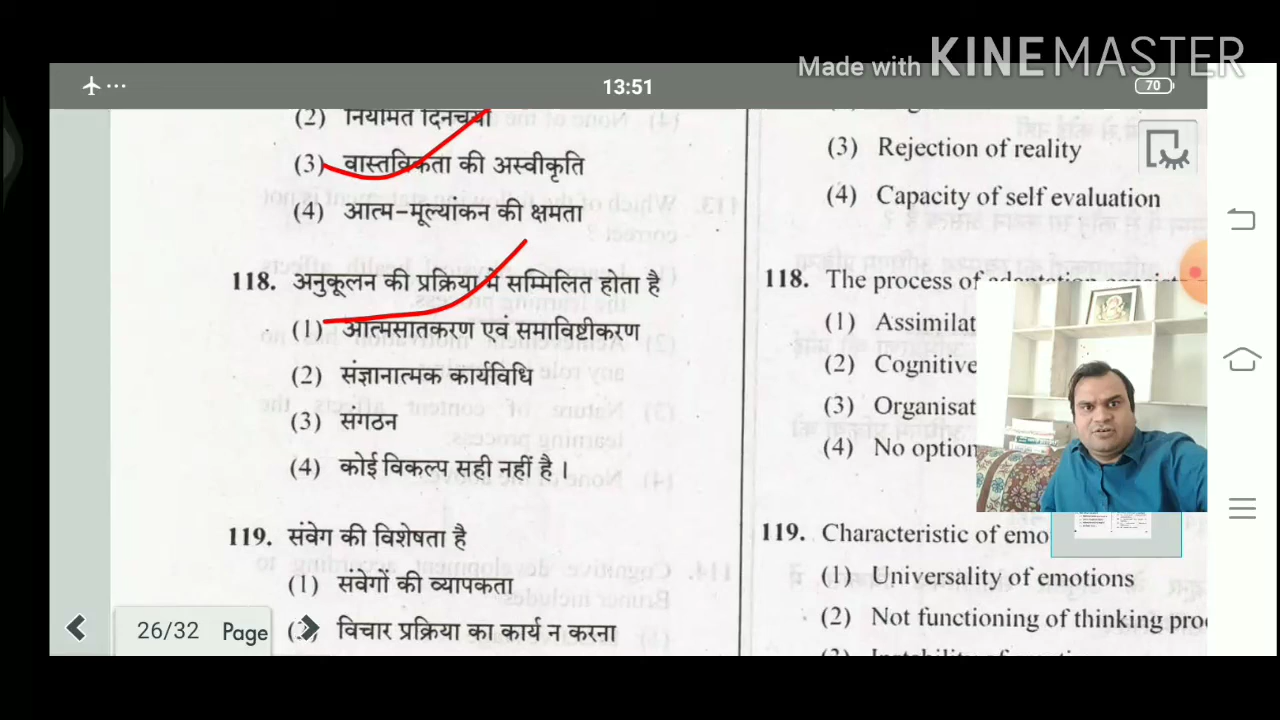 Made with KINEMASTER
13:51
70
(2) नियमित दिनचर्या
(3) वास्तविकता की अस्वीकृति
(4) आत्म-मूल्यांकन की क्षमता
118. अनुकूलन की प्रक्रिया में सम्मिलित होता है
(1) आत्मसातकरण एवं समाविष्टीकरण
(2) संज्ञानात्मक कार्यविधि
(3) संगठन
(4) कोई विकल्प सही नहीं है ।
119. संवेग की विशेषता है
(1) संवेगों की व्यापकता
विचार प्रक्रिया का कार्य न करना
26/32 Page
(3) Rejection of reality
(4) Capacity of self evaluation
118. The process of adaptation consists
(1) Assimilat
(2) Cognitive
(3) Organisat
(4) No option
119. Characteristic of emo
(1) Universality of emotions
(2) Not functioning of thinking pro